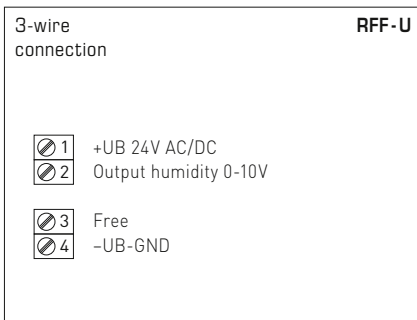 3-wire RFF-U
connection
1 +UB 24V AC/DC
2 Output humidity 0-10V
3 Free
4 –UB-GND